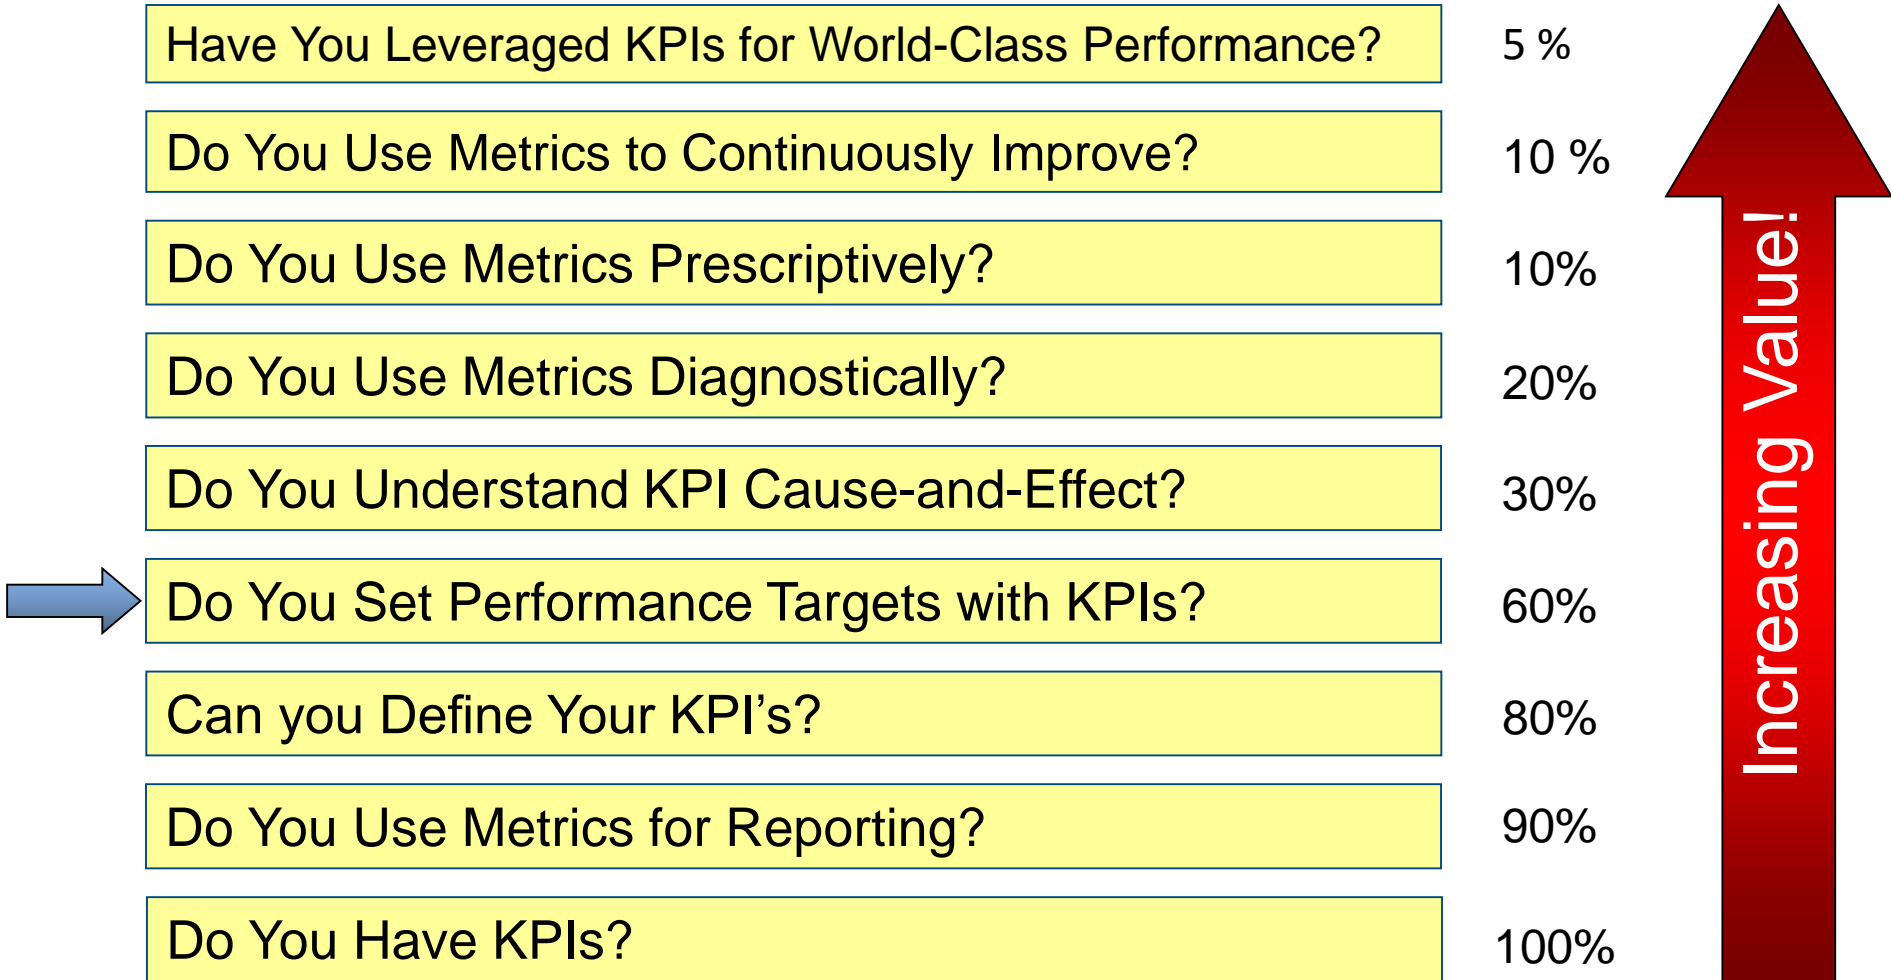 Have You Leveraged KPIs for World-Class Performance? 5 %
Do You Use Metrics to Continuously Improve? 10 %
Do You Use Metrics Prescriptively? 10%
Do You Use Metrics Diagnostically? 20%
Do You Understand KPI Cause-and-Effect? 30%
Do You Set Performance Targets with KPIs? 60%
Can you Define Your KPI’s? 80%
Do You Use Metrics for Reporting? 90%
Do You Have KPIs? 100%
Increasing Value!